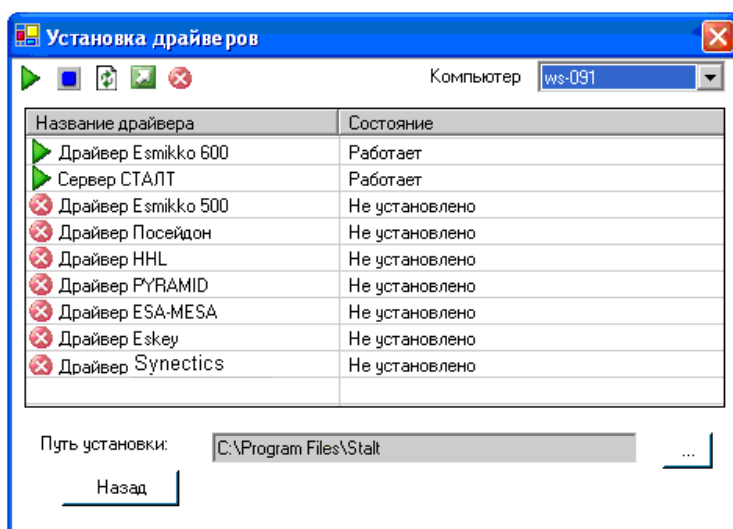 Установка драйверов
Компьютер ws-091
Название драйвера Состояние
Драйвер Esmikko 600 Работает
Сервер СТАЛТ Работает
Драйвер Esmikko 500 Не установлено
Драйвер Посейдон Не установлено
Драйвер HHL Не установлено
Драйвер PYRAMID Не установлено
Драйвер ESA-MESA Не установлено
Драйвер Eskey Не установлено
Драйвер Synectics Не установлено
Путь установки: C:\Program Files\Stalt ...
Назад